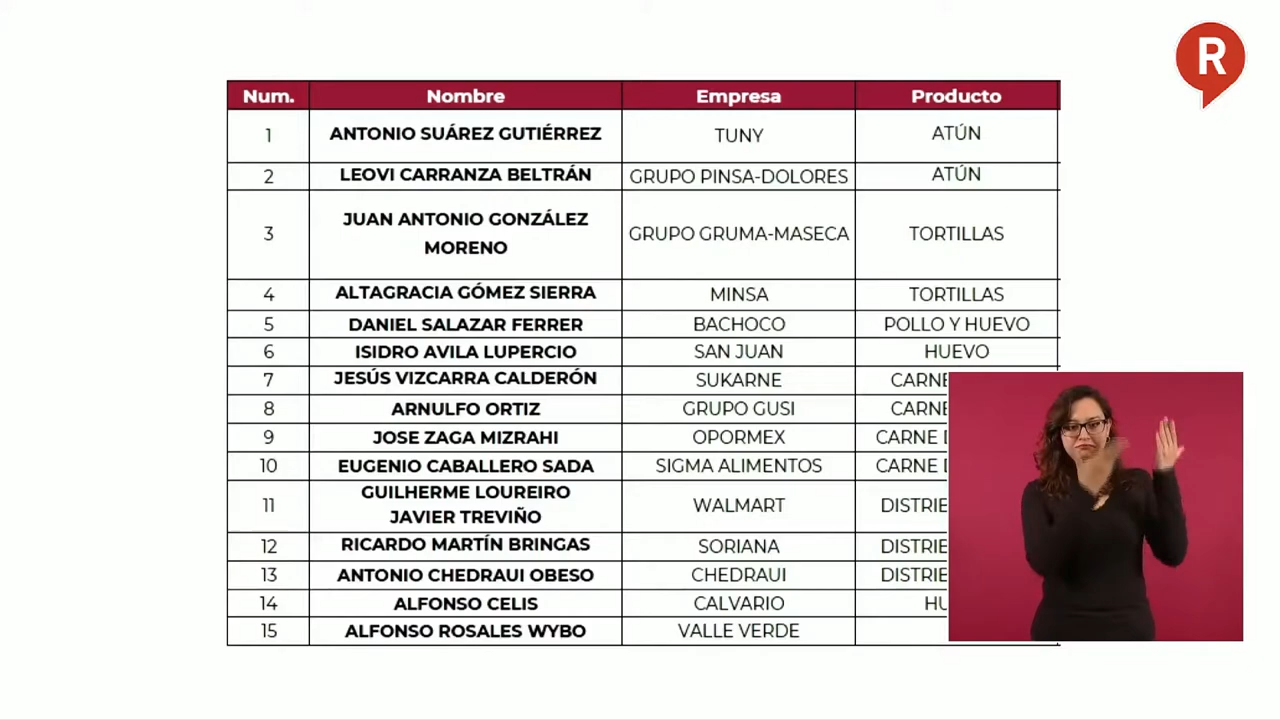 R
Num. Nombre Empresa Producto
1 ANTONIO SUÁREZ GUTIÉRREZ TUNY ATÚN
2 LEOVI CARRANZA BELTRÁN GRUPO PINSA-DOLORES ATÚN
3 JUAN ANTONIO GONZÁLEZ
MORENO GRUPO GRUMA-MASECA TORTILLAS
4 ALTAGRACIA GÓMEZ SIERRA MINSA TORTILLAS
5 DANIEL SALAZAR FERRER BACHOCO POLLO Y HUEVO
6 ISIDRO AVILA LUPERCIO SAN JUAN HUEVO
7 JESÚS VIZCARRA CALDERÓN SUKARNE CARNE
8 ARNULFO ORTIZ GRUPO GUSI CARNE
9 JOSE ZAGA MIZRAHI OPORMEX CARNE
10 EUGENIO CABALLERO SADA SIGMA ALIMENTOS CARNE
11 GUILHERME LOUREIRO
JAVIER TREVIÑO WALMART
12 RICARDO MARTÍN BRINGAS SORIANA
13 ANTONIO CHEDRAUI OBESO CHEDRAUI
14 ALFONSO CELIS CALVARIO
15 ALFONSO ROSALES WYBO VALLE VERDE